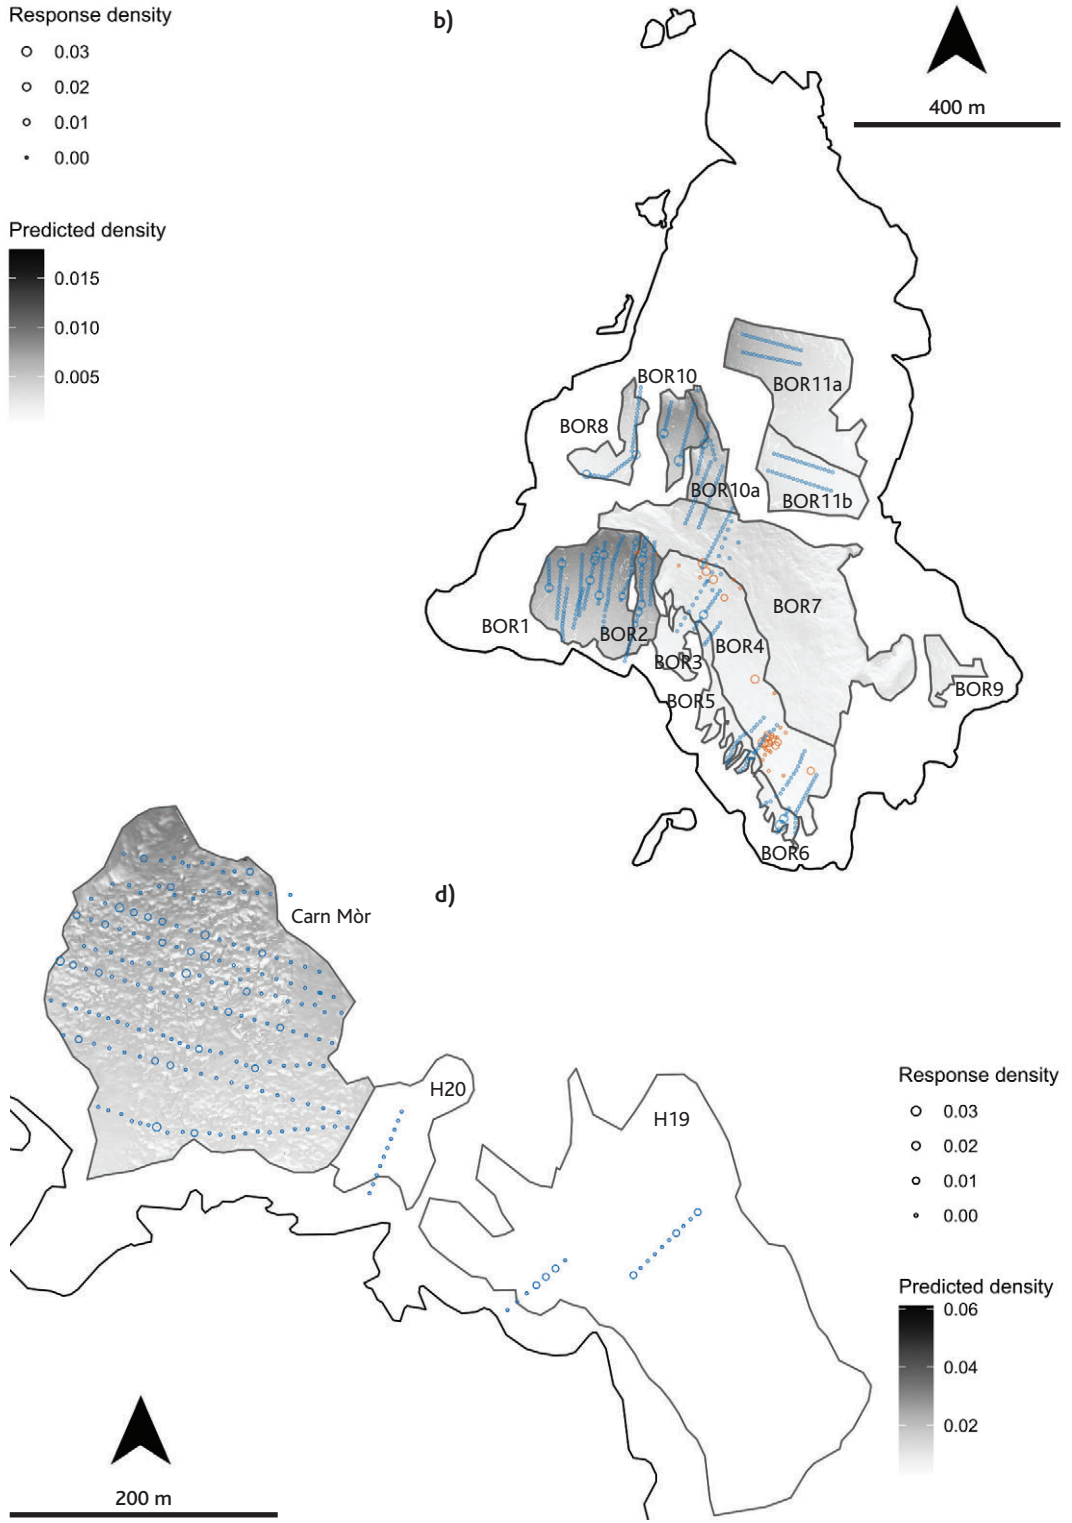 Response density
0.03
0.02
0.01
0.00
Predicted density
0.015
0.010
0.005
b)
400 m
BOR10
BOR11a
BOR8
BOR10a
BOR11b
BOR7
BOR1
BOR2
BOR4
BOR3
BOR9
BOR5
BOR6
d)
Carn Mòr
H20
H19
Response density
0.03
0.02
0.01
0.00
Predicted density
0.06
0.04
0.02
200 m